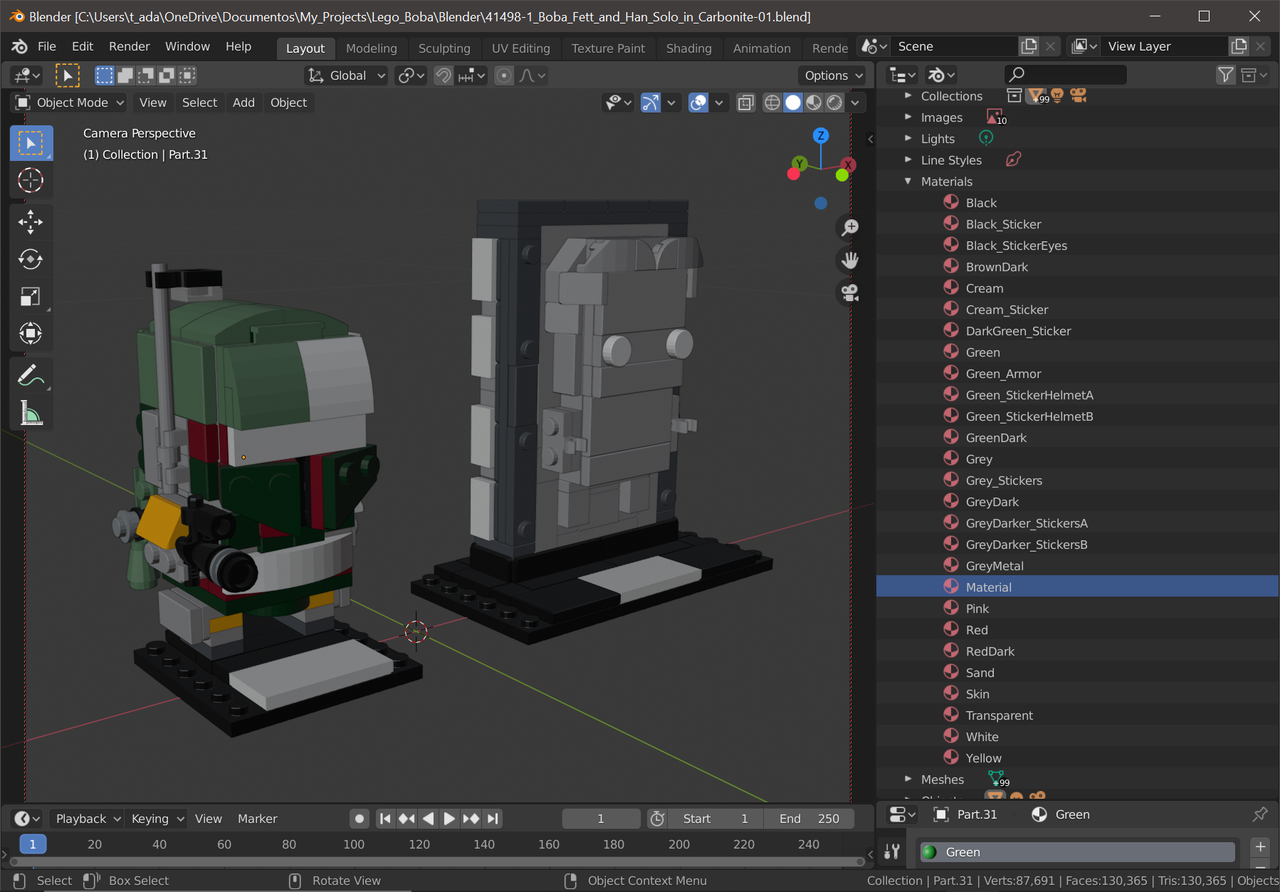 Blender [C:\Users\t_ada\OneDrive\Documentos\My_Projects\Lego_Boba\Blender\41498-1_Boba_Fett_and_Han_Solo_in_Carbonite-01.blend]
File Edit Render Window Help Layout Modeling Sculpting UV Editing Texture Paint Shading Animation Rende Scene View Layer
Global Options
Object Mode View Select Add Object
Camera Perspective
(1) Collection | Part.31
Z
Y
X
Collections 99
Images 10
Lights
Line Styles
Materials
Black
Black_Sticker
Black_StickerEyes
BrownDark
Cream
Cream_Sticker
DarkGreen_Sticker
Green
Green_Armor
Green_StickerHelmetA
Green_StickerHelmetB
GreenDark
Grey
Grey_Stickers
GreyDark
GreyDarker_StickersA
GreyDarker_StickersB
GreyMetal
Material
Pink
Red
RedDark
Sand
Skin
Transparent
White
Yellow
Meshes 99
Part.31 Green
Green
Playback Keying View Marker 1 Start 1 End 250
1 20 40 60 80 100 120 140 160 180 200 220 240
Select Box Select Rotate View Object Context Menu Collection | Part.31 | Verts:87,691 | Faces:130,365 | Tris:130,365 | Objects